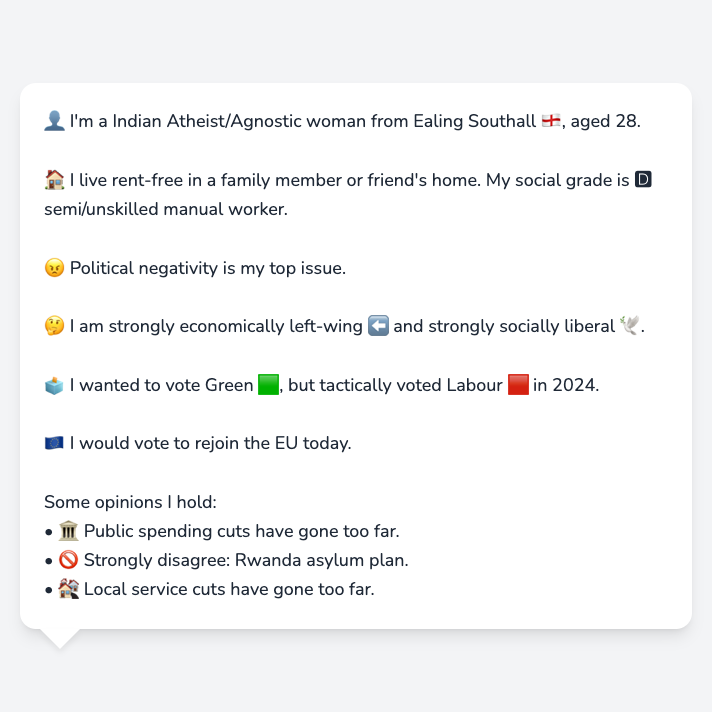 👤 I'm a Indian Atheist/Agnostic woman from Ealing Southall 🏴󠁧󠁢󠁥󠁮󠁧󠁿, aged 28.
🏠 I live rent-free in a family member or friend's home. My social grade is 🅳
semi/unskilled manual worker.
😠 Political negativity is my top issue.
🤔 I am strongly economically left-wing ⬅️ and strongly socially liberal 🕊️.
🗳️ I wanted to vote Green 🟩, but tactically voted Labour 🟥 in 2024.
🇪🇺 I would vote to rejoin the EU today.
Some opinions I hold:
• 🏛️ Public spending cuts have gone too far.
• 🚫 Strongly disagree: Rwanda asylum plan.
• 🏘️ Local service cuts have gone too far.